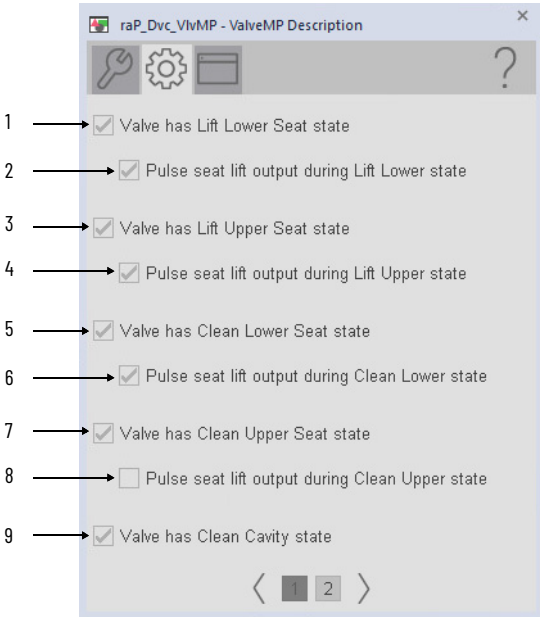 raP_Dvc_VlvMP - ValveMP Description
?
1 Valve has Lift Lower Seat state
2 Pulse seat lift output during Lift Lower state
3 Valve has Lift Upper Seat state
4 Pulse seat lift output during Lift Upper state
5 Valve has Clean Lower Seat state
6 Pulse seat lift output during Clean Lower state
7 Valve has Clean Upper Seat state
8 Pulse seat lift output during Clean Upper state
9 Valve has Clean Cavity state
1 2